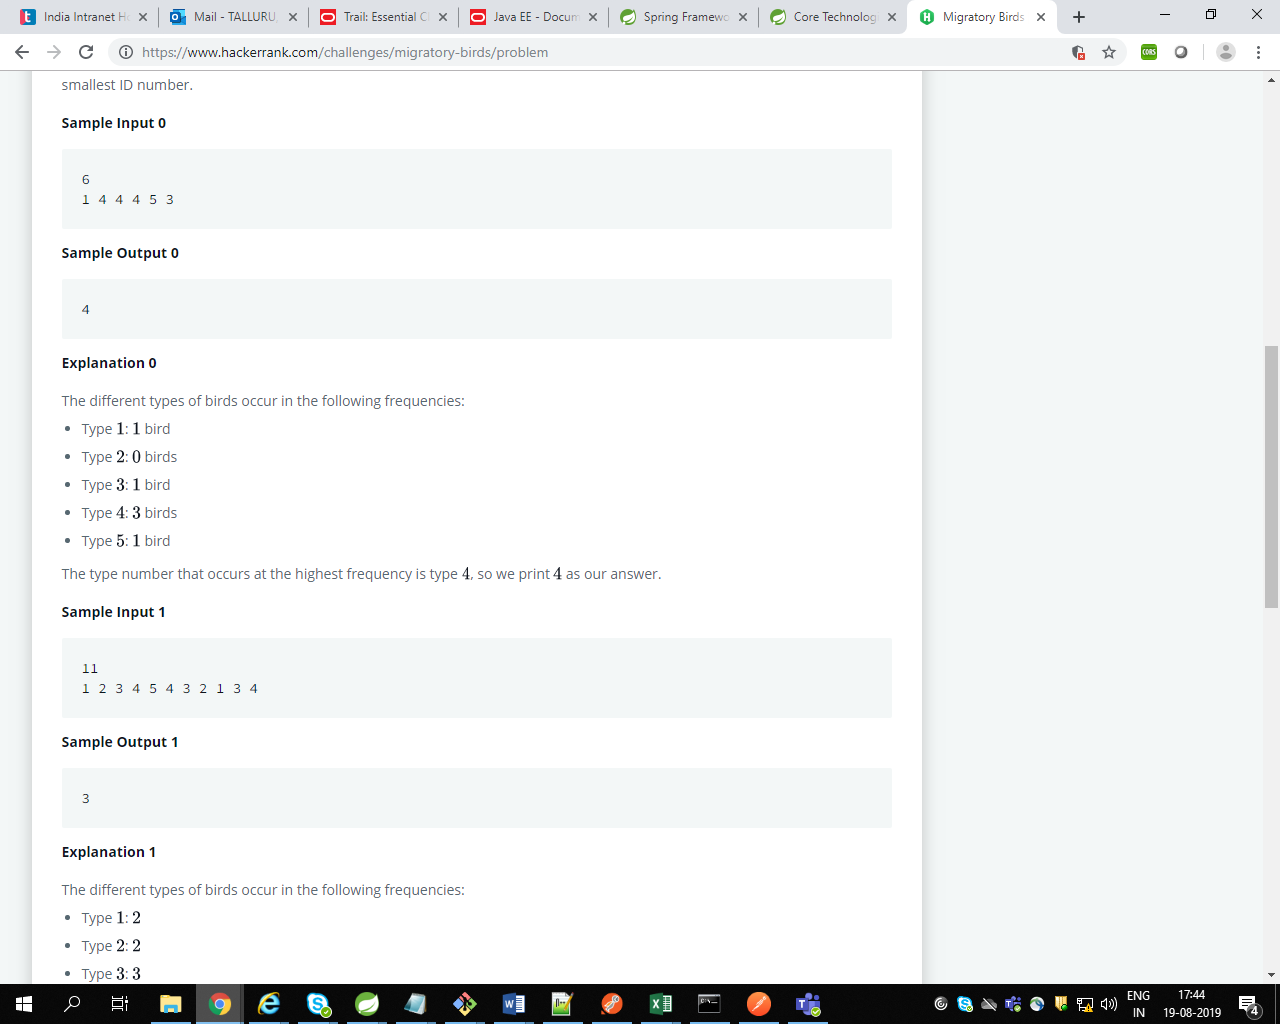 India Intranet Ho
Mail - TALLURU
Trail: Essential C
Java EE - Docum
Spring Framewo
Core Technolog
Migratory Birds
https://www.hackerrank.com/challenges/migratory-birds/problem
CORS
smallest ID number.
Sample Input 0
6
1 4 4 4 5 3
Sample Output 0
4
Explanation 0
The different types of birds occur in the following frequencies:
Type 1: 1 bird
Type 2: 0 birds
Type 3: 1 bird
Type 4: 3 birds
Type 5: 1 bird
The type number that occurs at the highest frequency is type 4, so we print 4 as our answer.
Sample Input 1
11
1 2 3 4 5 4 3 2 1 3 4
Sample Output 1
3
Explanation 1
The different types of birds occur in the following frequencies:
Type 1: 2
Type 2: 2
Type 3: 3
ENG
IN
17:44
19-08-2019
4